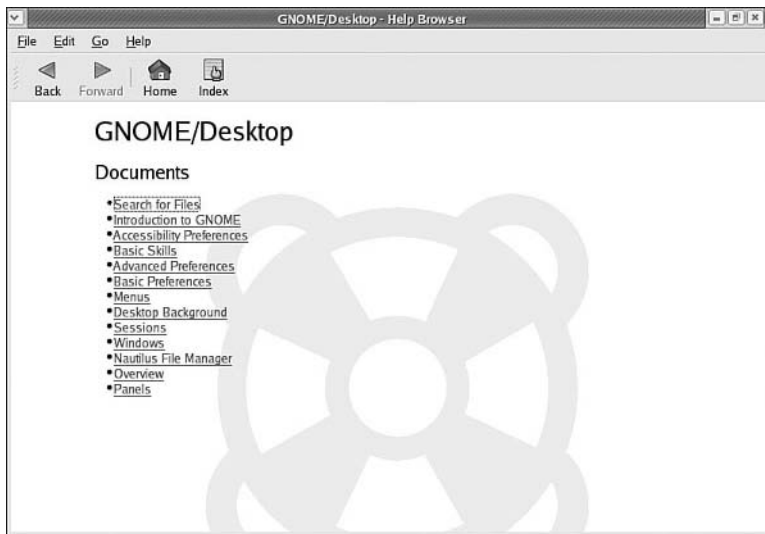 GNOME/Desktop - Help Browser
File Edit Go Help
Back Forward Home Index
GNOME/Desktop
Documents
•Search for Files
•Introduction to GNOME
•Accessibility Preferences
•Basic Skills
•Advanced Preferences
•Basic Preferences
•Menus
•Desktop Background
•Sessions
•Windows
•Nautilus File Manager
•Overview
•Panels